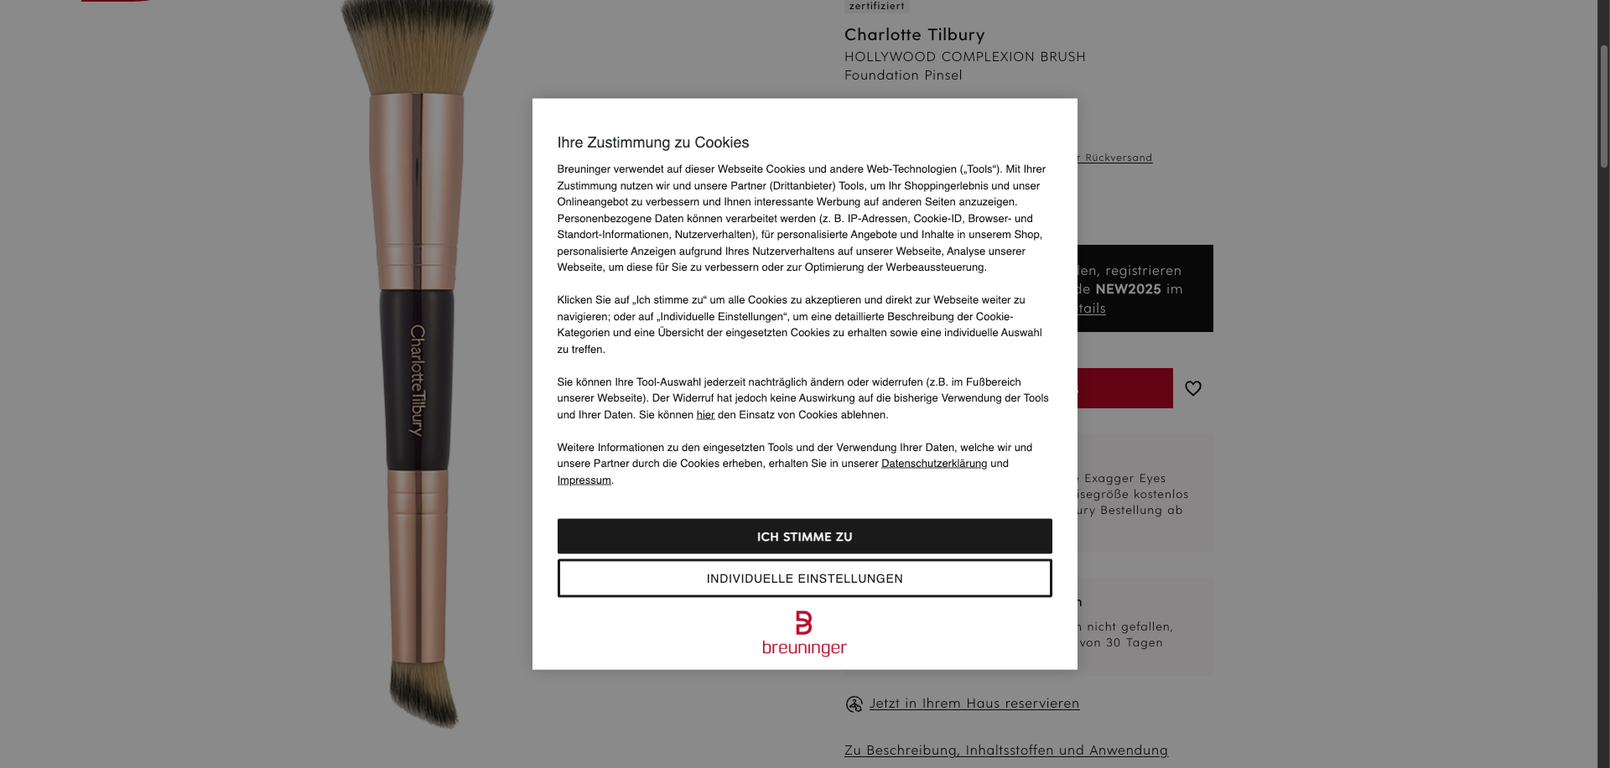 zertifiziert
Charlotte Tilbury
HOLLYWOOD COMPLEXION BRUSH
Foundation Pinsel
Rückversand
registrieren
NEW2025 im
CharlotteTilbury
Exagger Eyes
kostenlos
Bestellung ab
nicht gefallen,
von 30 Tagen
Jetzt in Ihrem Haus reservieren
Zu Beschreibung, Inhaltsstoffen und Anwendung
Ihre Zustimmung zu Cookies
Breuninger verwendet auf dieser Webseite Cookies und andere Web-Technologien („Tools“). Mit Ihrer
Zustimmung nutzen wir und unsere Partner (Drittanbieter) Tools, um Ihr Shoppingerlebnis und unser
Onlineangebot zu verbessern und Ihnen interessante Werbung auf anderen Seiten anzuzeigen.
Personenbezogene Daten können verarbeitet werden (z. B. IP-Adressen, Cookie-ID, Browser- und
Standort-Informationen, Nutzerverhalten), für personalisierte Angebote und Inhalte in unserem Shop,
personalisierte Anzeigen aufgrund Ihres Nutzerverhaltens auf unserer Webseite, Analyse unserer
Webseite, um diese für Sie zu verbessern oder zur Optimierung der Werbeaussteuerung.
Klicken Sie auf „Ich stimme zu“ um alle Cookies zu akzeptieren und direkt zur Webseite weiter zu
navigieren; oder auf „Individuelle Einstellungen“, um eine detaillierte Beschreibung der Cookie-
Kategorien und eine Übersicht der eingesetzten Cookies zu erhalten sowie eine individuelle Auswahl
zu treffen.
Sie können Ihre Tool-Auswahl jederzeit nachträglich ändern oder widerrufen (z.B. im Fußbereich
unserer Webseite). Der Widerruf hat jedoch keine Auswirkung auf die bisherige Verwendung der Tools
und Ihrer Daten. Sie können hier den Einsatz von Cookies ablehnen.
Weitere Informationen zu den eingesetzten Tools und der Verwendung Ihrer Daten, welche wir und
unsere Partner durch die Cookies erheben, erhalten Sie in unserer Datenschutzerklärung und
Impressum.
ICH STIMME ZU
INDIVIDUELLE EINSTELLUNGEN
breuninger